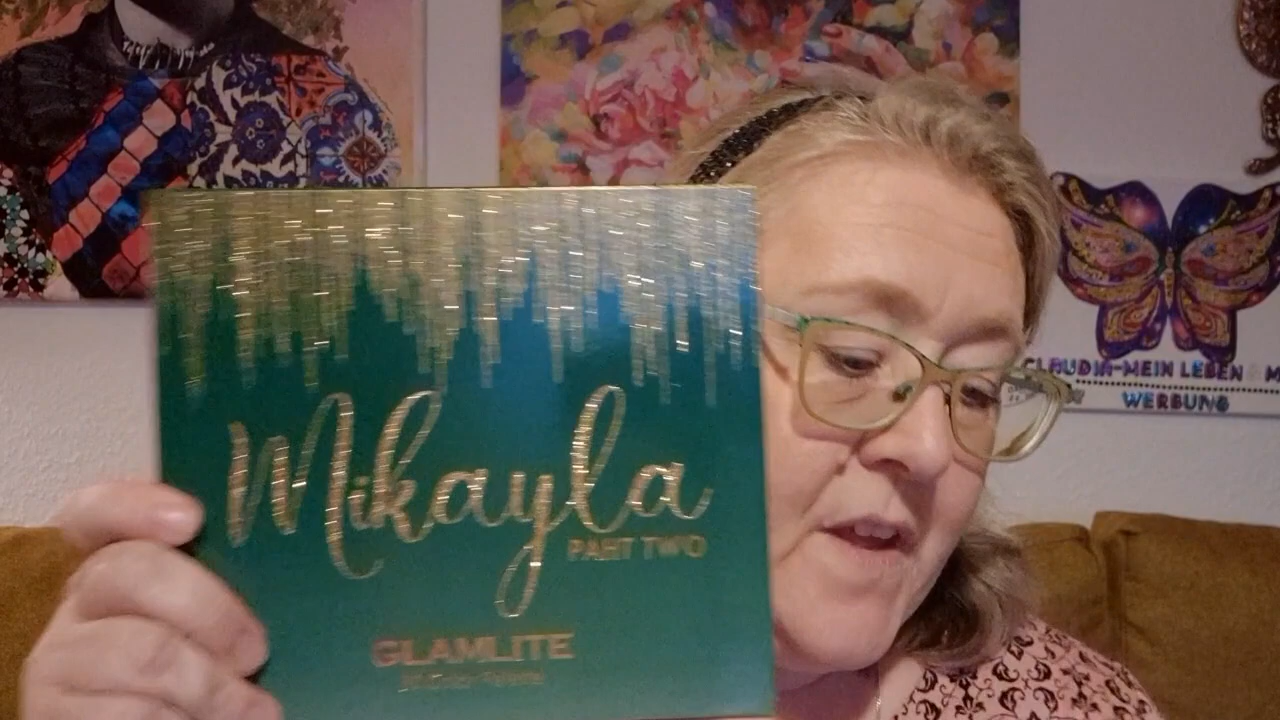 Mikayla
PART TWO
GLAMLITE
CLAUDIA-MEIN LEBEN
WERBUNG